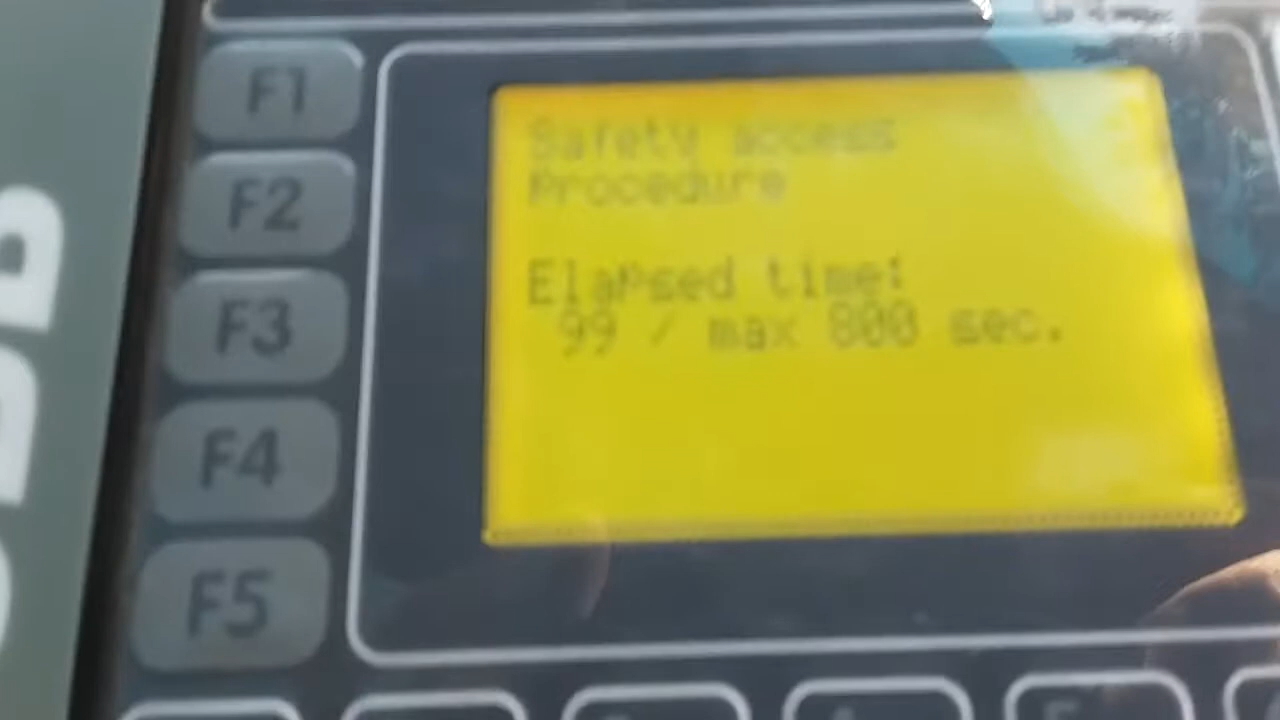 F1
F2
F3
F4
F5
Safety access
Procedure
Elapsed time:
99 / max 800 sec.